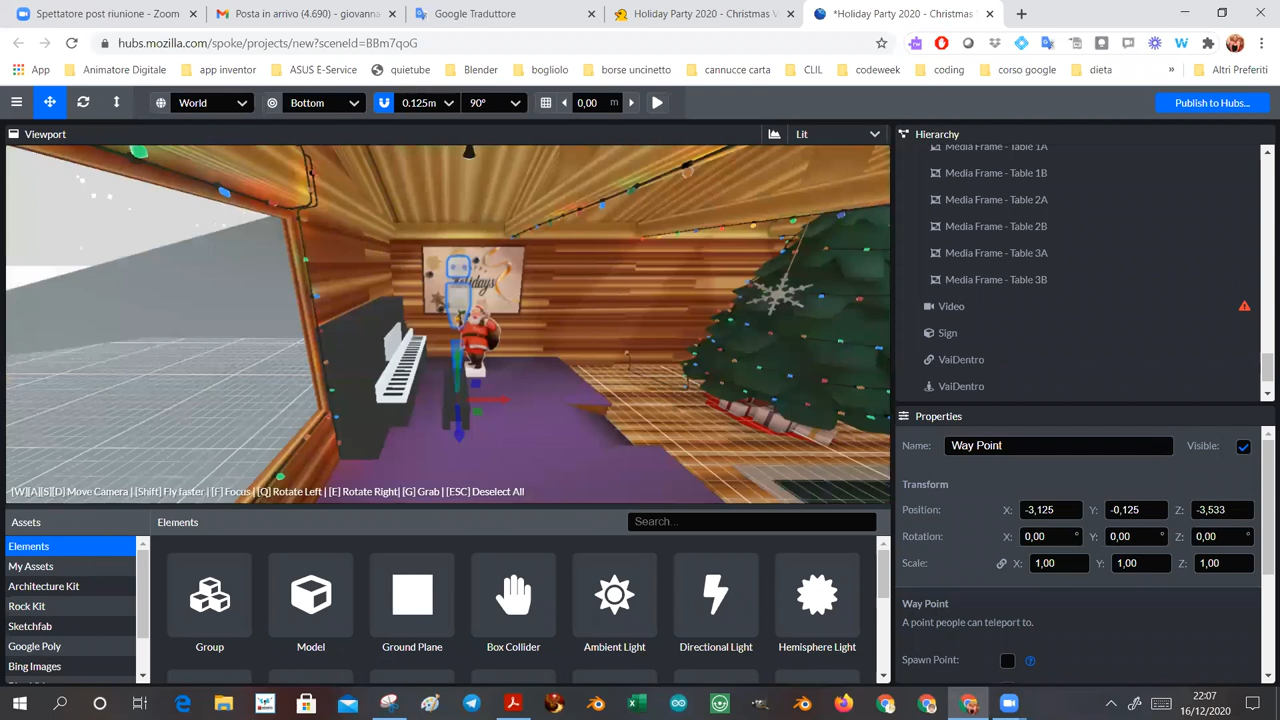 Spettatore post riunione - Zoom
Posta in arrivo (4.690) - giovanna
Google Traduttore
Holiday Party 2020 - Christmas V
*Holiday Party 2020 - Christmas
hubs.mozilla.com/spoke/projects/new?sceneId=BBm7qoG
App
Animatore Digitale
app inventor
ASUS E-Service
quietube
Blender
bogliolo
borse uncinetto
cannucce carta
CLIL
codeweek
coding
corso google
dieta
»
Altri Preferiti
World
Bottom
0.125m
90°
0,00 m
Publish to Hubs...
Viewport
Lit
Hierarchy
Media Frame - Table 1A
Media Frame - Table 1B
Media Frame - Table 2A
Media Frame - Table 2B
Media Frame - Table 3A
Media Frame - Table 3B
Video
Sign
VaiDentro
VaiDentro
[W][A][S][D] Move Camera | [Shift] Fly faster | [F] Focus | [Q] Rotate Left | [E] Rotate Right| [G] Grab | [ESC] Deselect All
Properties
Name: Way Point Visible:
Transform
Position: X: -3,125 Y: -0,125 Z: -3,533
Rotation: X: 0,00 ° Y: 0,00 ° Z: 0,00 °
Scale: X: 1,00 Y: 1,00 Z: 1,00
Way Point
A point people can teleport to.
Spawn Point:
Assets
Elements
My Assets
Architecture Kit
Rock Kit
Sketchfab
Google Poly
Bing Images
Elements
Search...
Group
Model
Ground Plane
Box Collider
Ambient Light
Directional Light
Hemisphere Light
22:07
16/12/2020